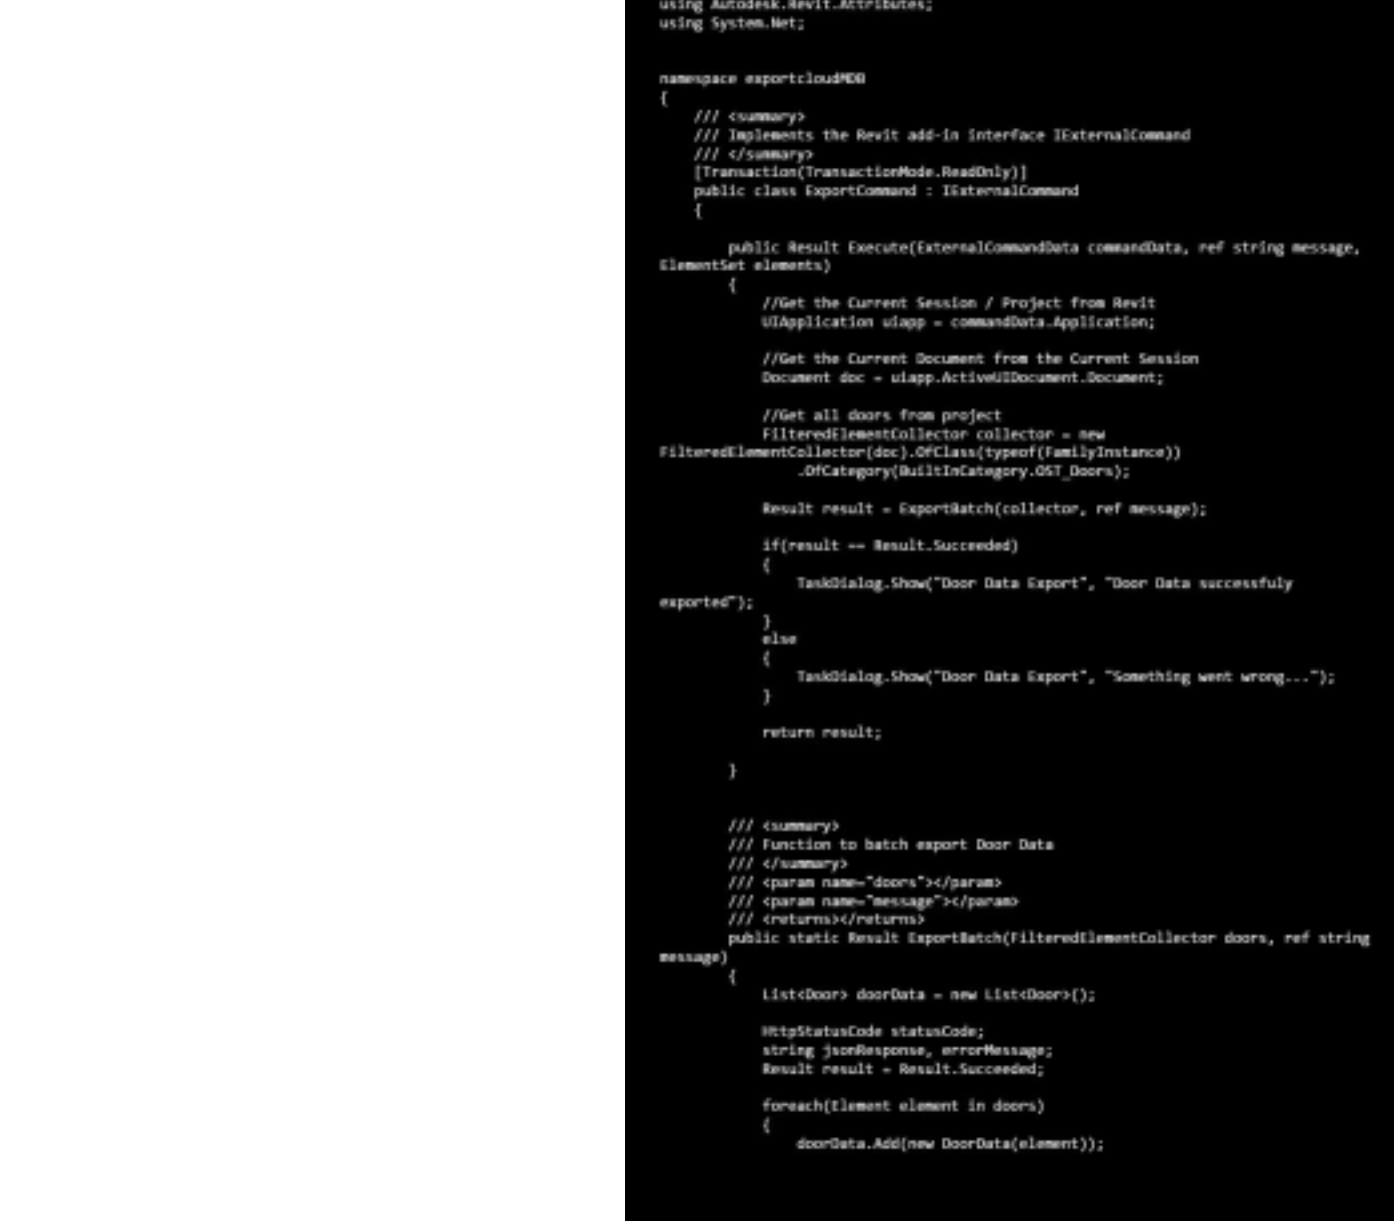 using Autodesk.Revit.Attributes;
using System.Net;
namespace exportcloudMDB
{
/// <summary>
/// Implements the Revit add-in interface IExternalCommand
/// </summary>
[Transaction(TransactionMode.ReadOnly)]
public class ExportCommand : IExternalCommand
{
public Result Execute(ExternalCommandData commandData, ref string message,
ElementSet elements)
{
//Get the Current Session / Project from Revit
UIApplication uiapp = commandData.Application;
//Get the Current Document from the Current Session
Document doc = uiapp.ActiveUIDocument.Document;
//Get all doors from project
FilteredElementCollector collector = new
FilteredElementCollector(doc).OfClass(typeof(FamilyInstance))
.OfCategory(BuiltInCategory.OST_Doors);
Result result = ExportBatch(collector, ref message);
if(result == Result.Succeeded)
{
TaskDialog.Show("Door Data Export", "Door Data successfuly
exported");
}
else
{
TaskDialog.Show("Door Data Export", "Something went wrong...");
}
return result;
}
/// <summary>
/// Function to batch export Door Data
/// </summary>
/// <param name="doors"></param>
/// <param name="message"></param>
/// <returns></returns>
public static Result ExportBatch(FilteredElementCollector doors, ref string
message)
{
List<Door> doorData = new List<Door>();
HttpStatusCode statusCode;
string jsonResponse, errorMessage;
Result result = Result.Succeeded;
foreach(Element element in doors)
{
doorData.Add(new DoorData(element));